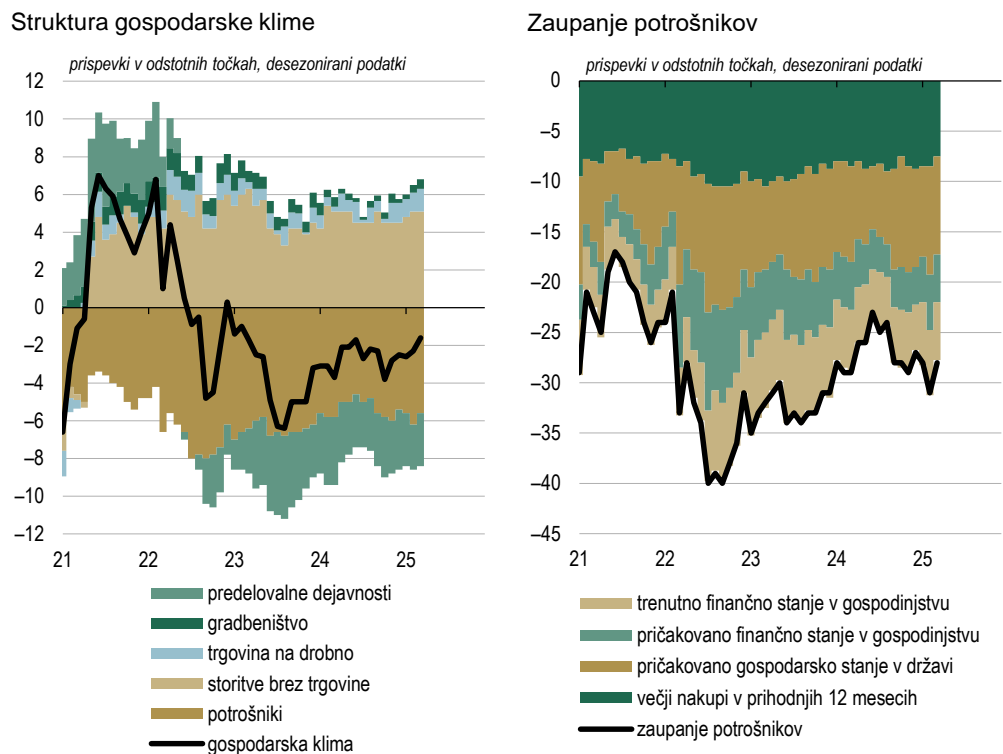 Struktura gospodarske klime
prispevki v odstotnih točkah, desezonirani podatki
12
10
8
6
4
2
0
–2
–4
–6
–8
–10
–12
21
22
23
24
25
predelovalne dejavnosti
gradbeništvo
trgovina na drobno
storitve brez trgovine
potrošniki
gospodarska klima
Zaupanje potrošnikov
prispevki v odstotnih točkah, desezonirani podatki
0
–5
–10
–15
–20
–25
–30
–35
–40
–45
21
22
23
24
25
trenutno finančno stanje v gospodinjstvu
pričakovano finančno stanje v gospodinjstvu
pričakovano gospodarsko stanje v državi
večji nakupi v prihodnjih 12 mesecih
zaupanje potrošnikov